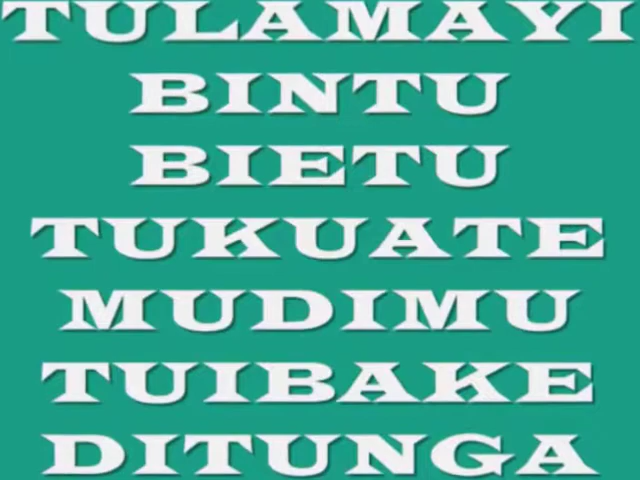 TULAMAYI
BINTU
BIETU
TUKUATE
MUDIMU
TUIBAKE
DITUNGA